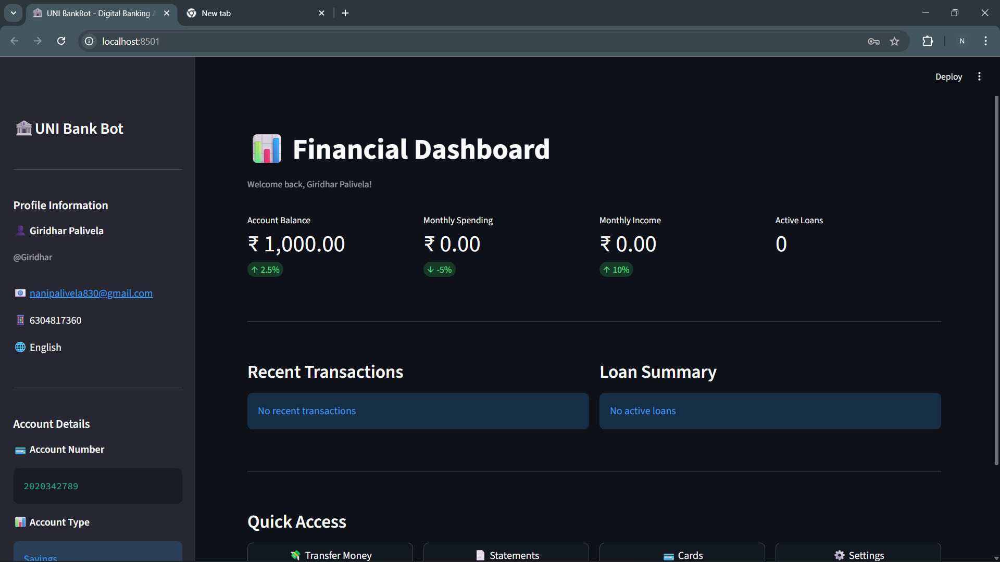 UNI BankBot - Digital Banking
New tab
localhost:8501
N
Deploy
UNI Bank Bot
Profile Information
Giridhar Palivela
@Giridhar
nanipalivela830@gmail.com
6304817360
English
Account Details
Account Number
2020342789
Account Type
Savings
Financial Dashboard
Welcome back, Giridhar Palivela!
Account Balance
₹ 1,000.00
↑ 2.5%
Monthly Spending
₹ 0.00
↓ -5%
Monthly Income
₹ 0.00
↑ 10%
Active Loans
0
Recent Transactions
No recent transactions
Loan Summary
No active loans
Quick Access
Transfer Money
Statements
Cards
Settings